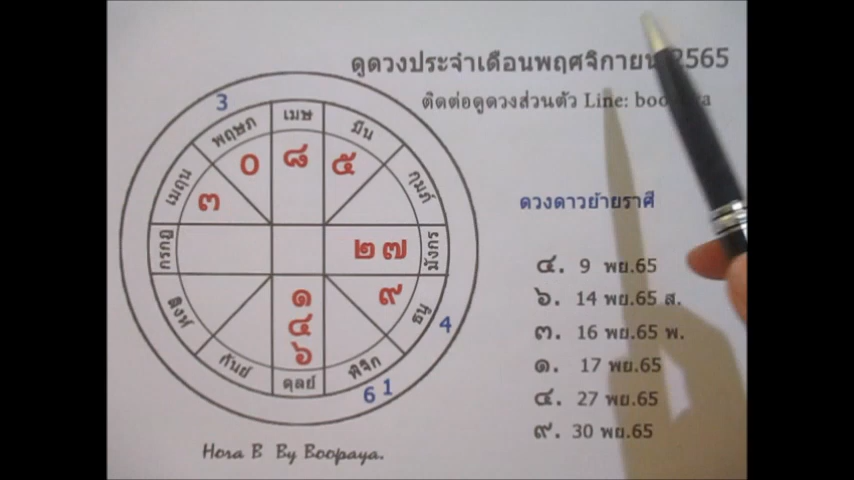 ดูดวงประจำเดือนพฤศจิกายน 2565
ติดต่อดูดวงส่วนตัว Line:
3
พฤษภ
เมษ
มีน
เมถุน
๐
๘
๕
กุมภ์
๓
ดวงดาวย้ายราศี
กรกฎ
๒ ๗
มังกร
๔. 9 พย.65
สิงห์
๑
๙
ธนู
๖. 14 พย.65 ส.
๔
4
๓. 16 พย.65 พ.
๖
กันย์
ตุลย์
พิจิก
๑. 17 พย.65
6 1
๔. 27 พย.65
๙. 30 พย.65
Hora B By Boopaya.